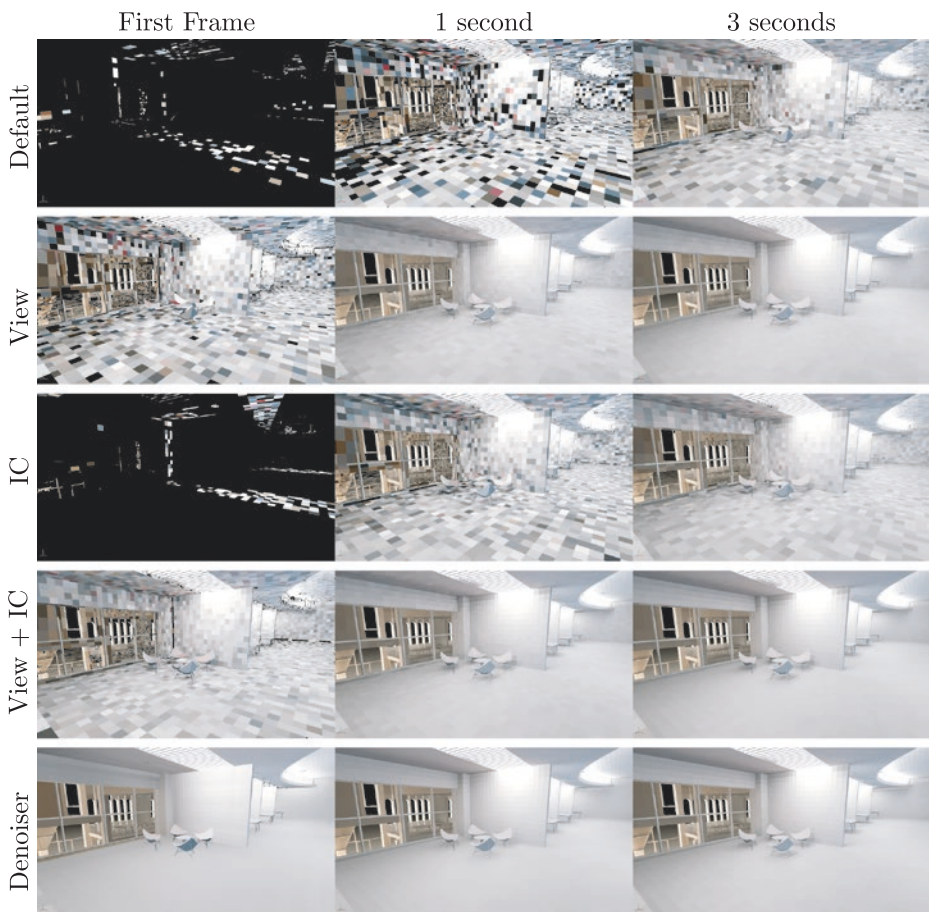 First Frame 1 second 3 seconds
Default
View
IC
View + IC
Denoiser